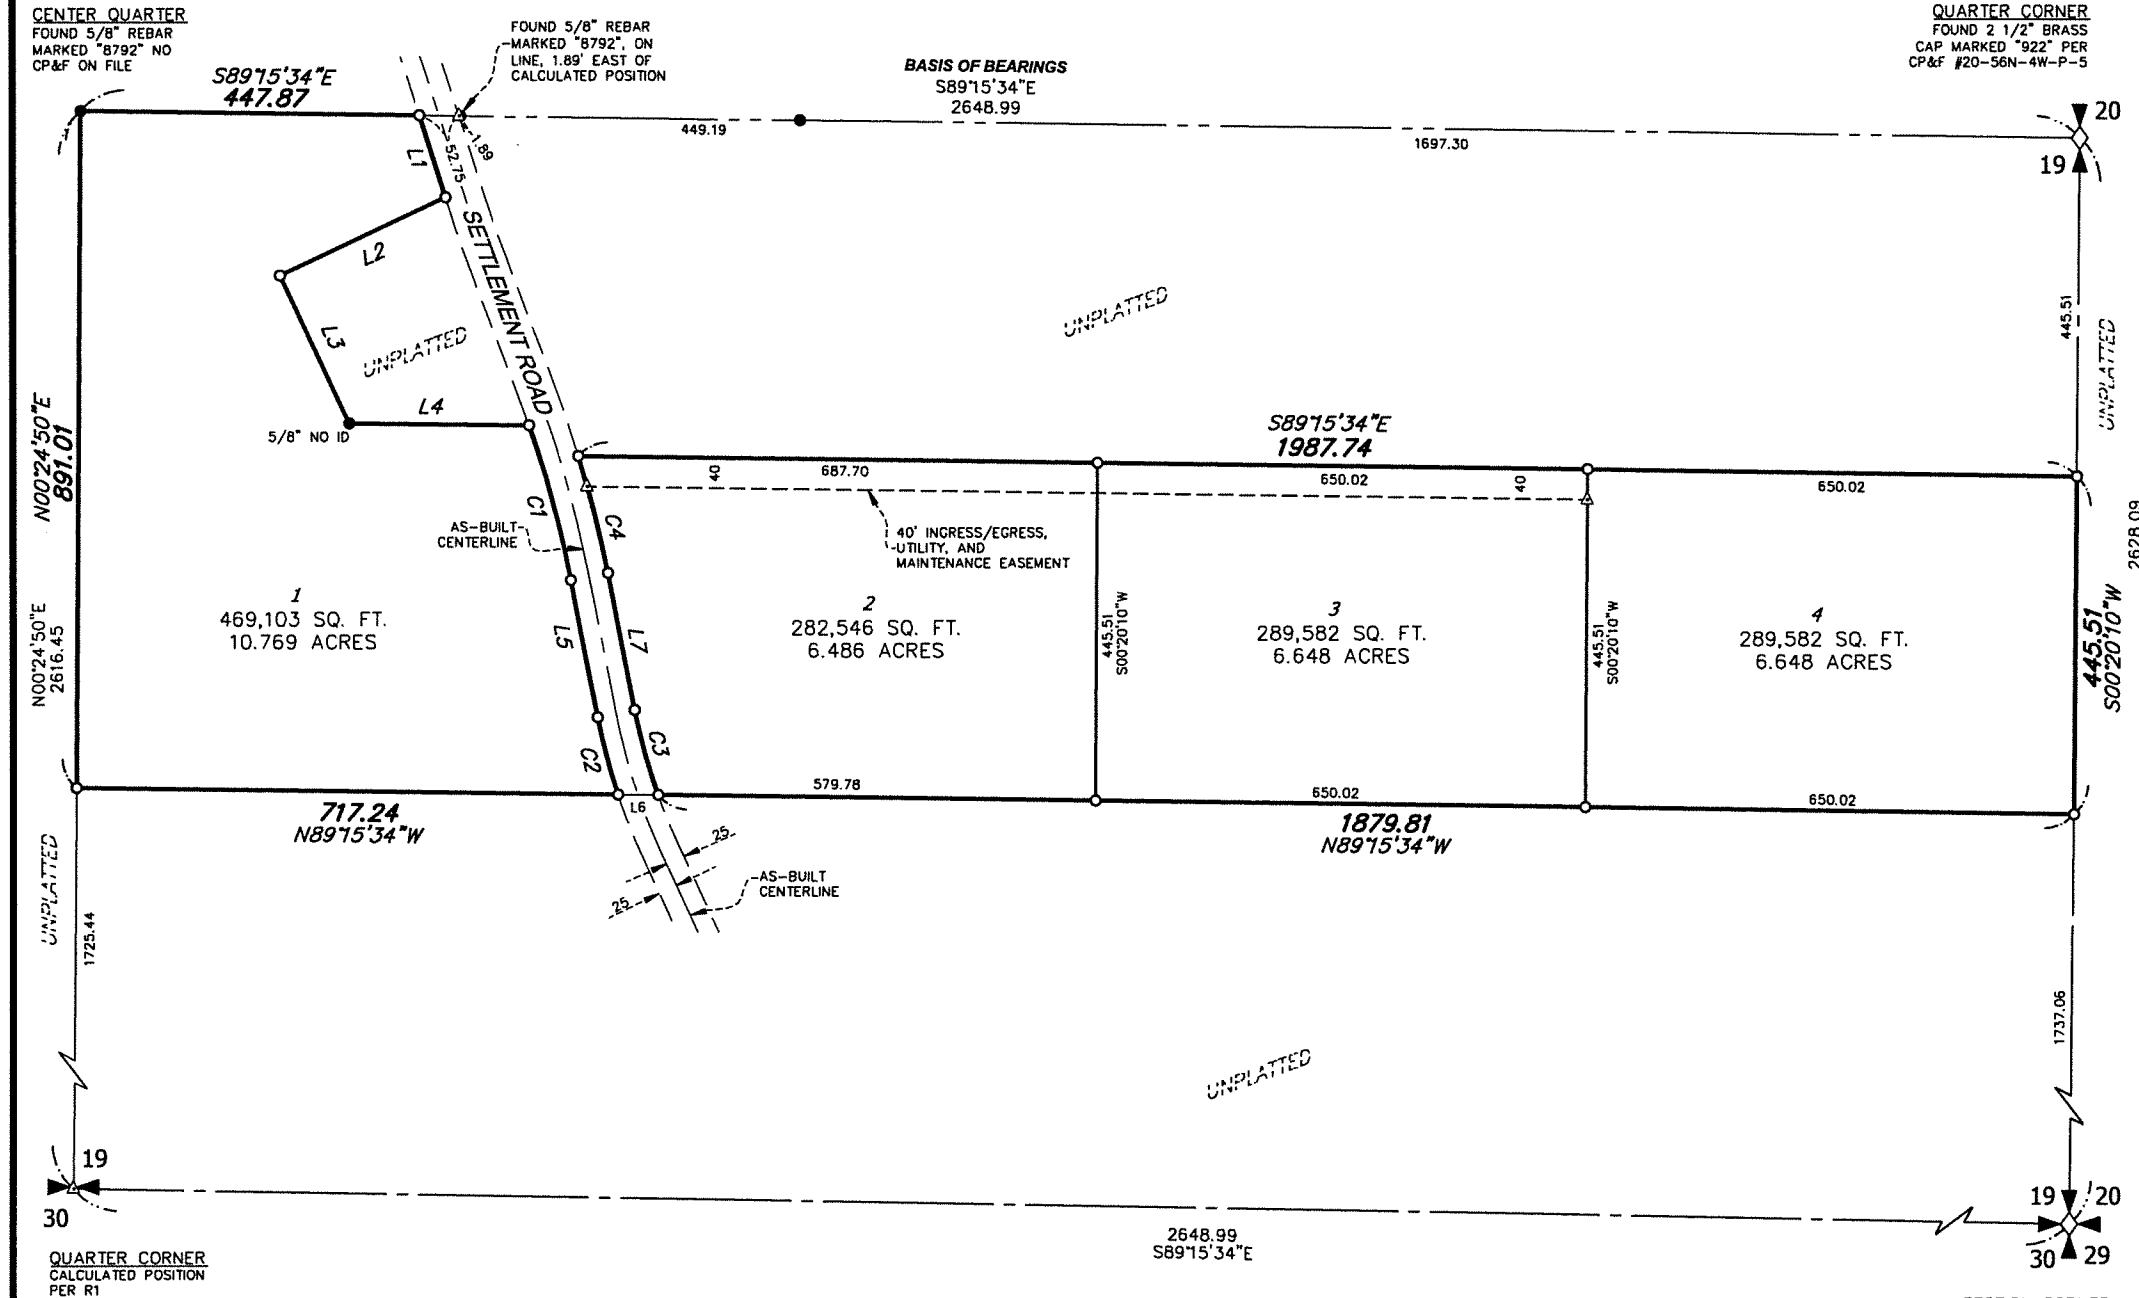 CENTER QUARTER
FOUND 5/8" REBAR
MARKED "8792" NO
CP&F ON FILE
FOUND 5/8" REBAR
MARKED "8792", ON
LINE, 1.89' EAST OF
CALCULATED POSITION
QUARTER CORNER
FOUND 2 1/2" BRASS
CAP MARKED "922" PER
CP&F #20-56N-4W-P-5
S89°15'34"E
447.87
BASIS OF BEARINGS
S89°15'34"E
2648.99
449.19
1697.30
20
19
52.75
1.89
L1
L2
L3
L4
UNPLATTED
SETTLEMENT ROAD
5/8" NO ID
UNPLATTED
445.51
UNPLATTED
N00°24'50"E
891.01
S89°15'34"E
1987.74
40
687.70
650.02
40
650.02
40' INGRESS/EGRESS,
UTILITY, AND
MAINTENANCE EASEMENT
AS-BUILT
CENTERLINE
C1
C4
2628.09
1
469,103 SQ. FT.
10.769 ACRES
2
282,546 SQ. FT.
6.486 ACRES
445.51
S00°20'10"W
3
289,582 SQ. FT.
6.648 ACRES
445.51
S00°20'10"W
4
289,582 SQ. FT.
6.648 ACRES
445.51
S00°20'10"W
N00°24'50"E
2616.45
L5
L7
C2
C3
L6
717.24
N89°15'34"W
579.78
650.02
650.02
1879.81
N89°15'34"W
25
25
AS-BUILT
CENTERLINE
UNPLATTED
1725.44
1737.06
UNPLATTED
19
30
19
20
30
29
2648.99
S89°15'34"E
QUARTER CORNER
CALCULATED POSITION
PER R1